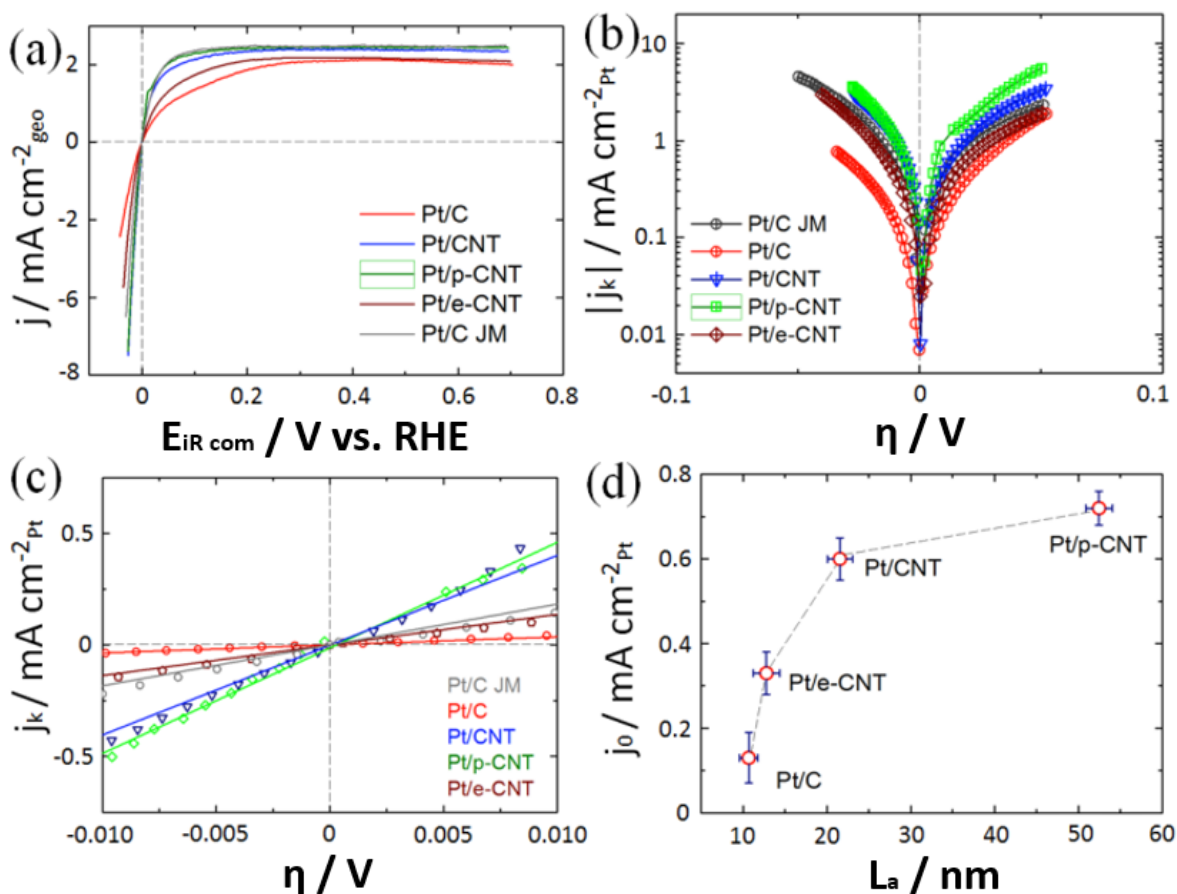 (a)
j / mA cm⁻²geo
2
0
-2
-4
-6
-8
0
0.2
0.4
0.6
0.8
EiR com / V vs. RHE
Pt/C
Pt/CNT
Pt/p-CNT
Pt/e-CNT
Pt/C JM
(b)
|jk| / mA cm⁻²Pt
10
1
0.1
0.01
-0.1
0
0.1
η / V
Pt/C JM
Pt/C
Pt/CNT
Pt/p-CNT
Pt/e-CNT
(c)
jk / mA cm⁻²Pt
0.5
0
-0.5
-0.010
-0.005
0
0.005
0.010
η / V
Pt/C JM
Pt/C
Pt/CNT
Pt/p-CNT
Pt/e-CNT
(d)
j0 / mA cm⁻²Pt
0.8
0.6
0.4
0.2
0
10
20
30
40
50
60
La / nm
Pt/p-CNT
Pt/CNT
Pt/e-CNT
Pt/C